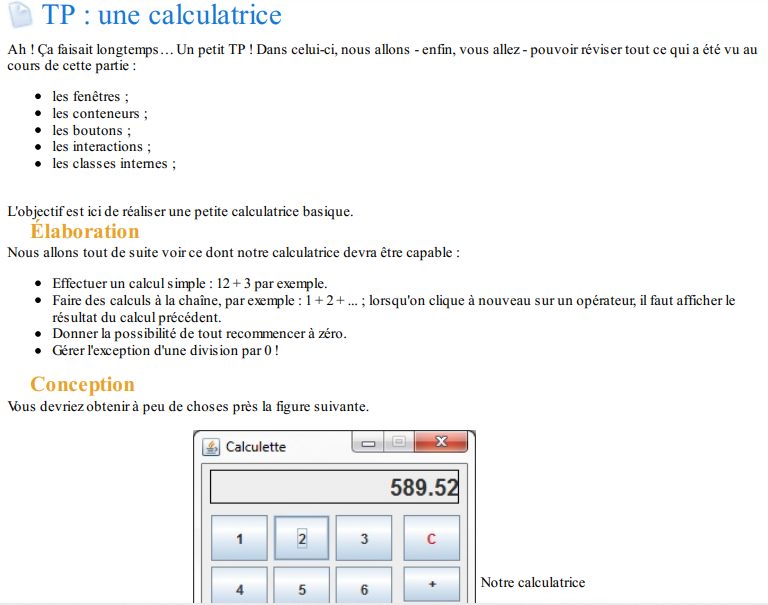 TP : une calculatrice
Ah ! Ça faisait longtemps… Un petit TP ! Dans celui-ci, nous allons - enfin, vous allez - pouvoir réviser tout ce qui a été vu au
cours de cette partie :
les fenêtres ;
les conteneurs ;
les boutons ;
les interactions ;
les classes internes ;
L'objectif est ici de réaliser une petite calculatrice basique.
Élaboration
Nous allons tout de suite voir ce dont notre calculatrice devra être capable :
Effectuer un calcul simple : 12 + 3 par exemple.
Faire des calculs à la chaîne, par exemple : 1 + 2 + ... ; lorsqu'on clique à nouveau sur un opérateur, il faut afficher le
résultat du calcul précédent.
Donner la possibilité de tout recommencer à zéro.
Gérer l'exception d'une division par 0 !
Conception
Vous devriez obtenir à peu de choses près la figure suivante.
Calculette
589.52
1 2 3 C
4 5 6 +
Notre calculatrice